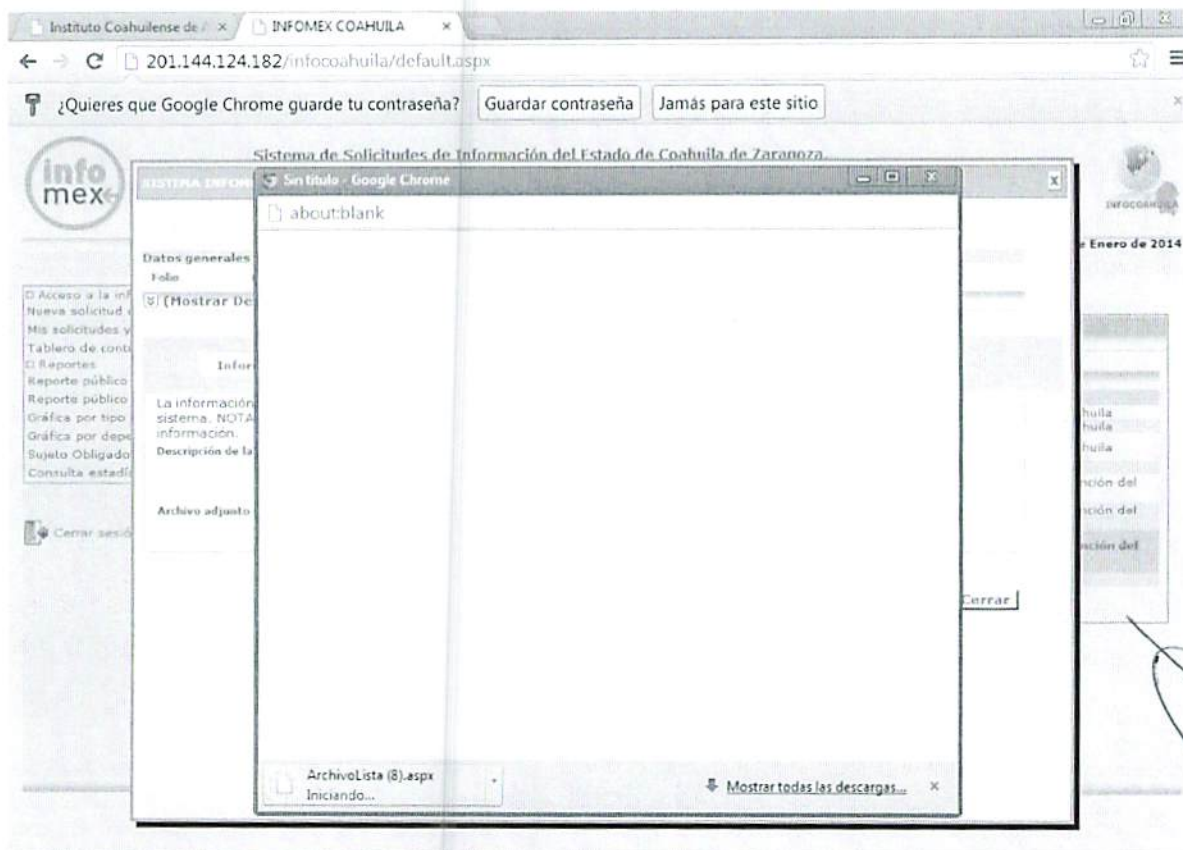 Instituto Coahuilense de
INFOMEX COAHUILA
201.144.124.182/infocoahuila/default.aspx
¿Quieres que Google Chrome guarde tu contraseña?
Guardar contraseña
Jamás para este sitio
info
mex
Sistema de Solicitudes de Información del Estado de Coahuila de Zaragoza.
INFOCOAHUILA
SISTEMA INFOM
Sin título - Google Chrome
about:blank
e Enero de 2014
Datos generales
Folio
(Mostrar De
Acceso a la inf
Nueva solicitud
Mis solicitudes y
Tablero de cont
Reportes
Reporte público
Reporte público
Gráfica por tipo
Gráfica por depe
Sujeto Obligado
Consulta estadí
Cerrar sesió
Infor
La información
sistema. NOTA
información.
Descripción de la
Archivo adjunto
huila
huila
huila
nción del
nción del
nción del
Cerrar
ArchivoLista (8).aspx
Iniciando...
Mostrar todas las descargas...